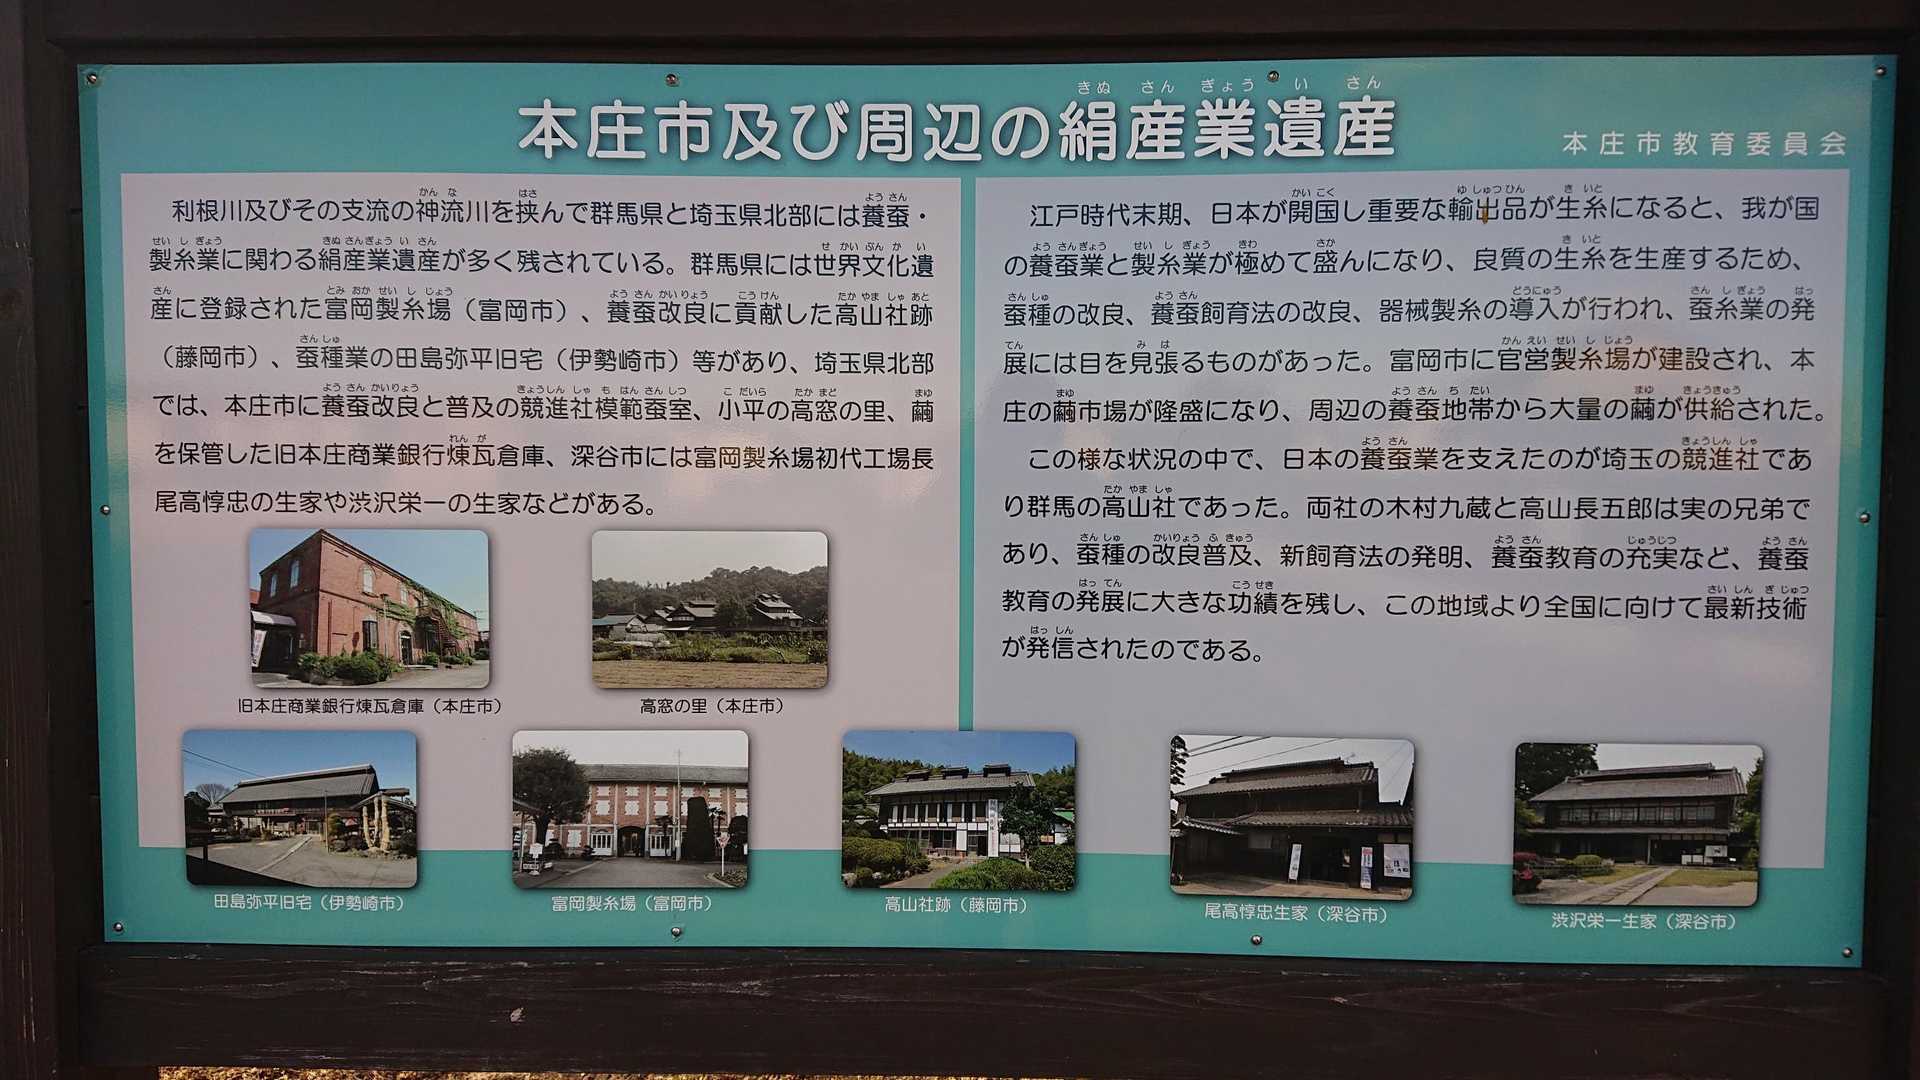 本庄市及び周辺の絹産業遺産
きぬ さん ぎょう い さん
本庄市教育委員会
利根川及びその支流の神流川を挟んで群馬県と埼玉県北部には養蚕・
製糸業に関わる絹産業遺産が多く残されている。群馬県には世界文化遺
産に登録された富岡製糸場（富岡市）、養蚕改良に貢献した高山社跡
（藤岡市）、蚕種業の田島弥平旧宅（伊勢崎市）等があり、埼玉県北部
では、本庄市に養蚕改良と普及の競進社模範蚕室、小平の高窓の里、繭
を保管した旧本庄商業銀行煉瓦倉庫、深谷市には富岡製糸場初代工場長
尾高惇忠の生家や渋沢栄一の生家などがある。
江戸時代末期、日本が開国し重要な輸出品が生糸になると、我が国
の養蚕業と製糸業が極めて盛んになり、良質の生糸を生産するため、
蚕種の改良、養蚕飼育法の改良、器械製糸の導入が行われ、蚕糸業の発
展には目を見張るものがあった。富岡市に官営製糸場が建設され、本
庄の繭市場が隆盛になり、周辺の養蚕地帯から大量の繭が供給された。
この様な状況の中で、日本の養蚕業を支えたのが埼玉の競進社であ
り群馬の高山社であった。両社の木村九蔵と高山長五郎は実の兄弟で
あり、蚕種の改良普及、新飼育法の発明、養蚕教育の充実など、養蚕
教育の発展に大きな功績を残し、この地域より全国に向けて最新技術
が発信されたのである。
旧本庄商業銀行煉瓦倉庫（本庄市）
高窓の里（本庄市）
田島弥平旧宅（伊勢崎市）
富岡製糸場（富岡市）
高山社跡（藤岡市）
尾高惇忠生家（深谷市）
渋沢栄一生家（深谷市）